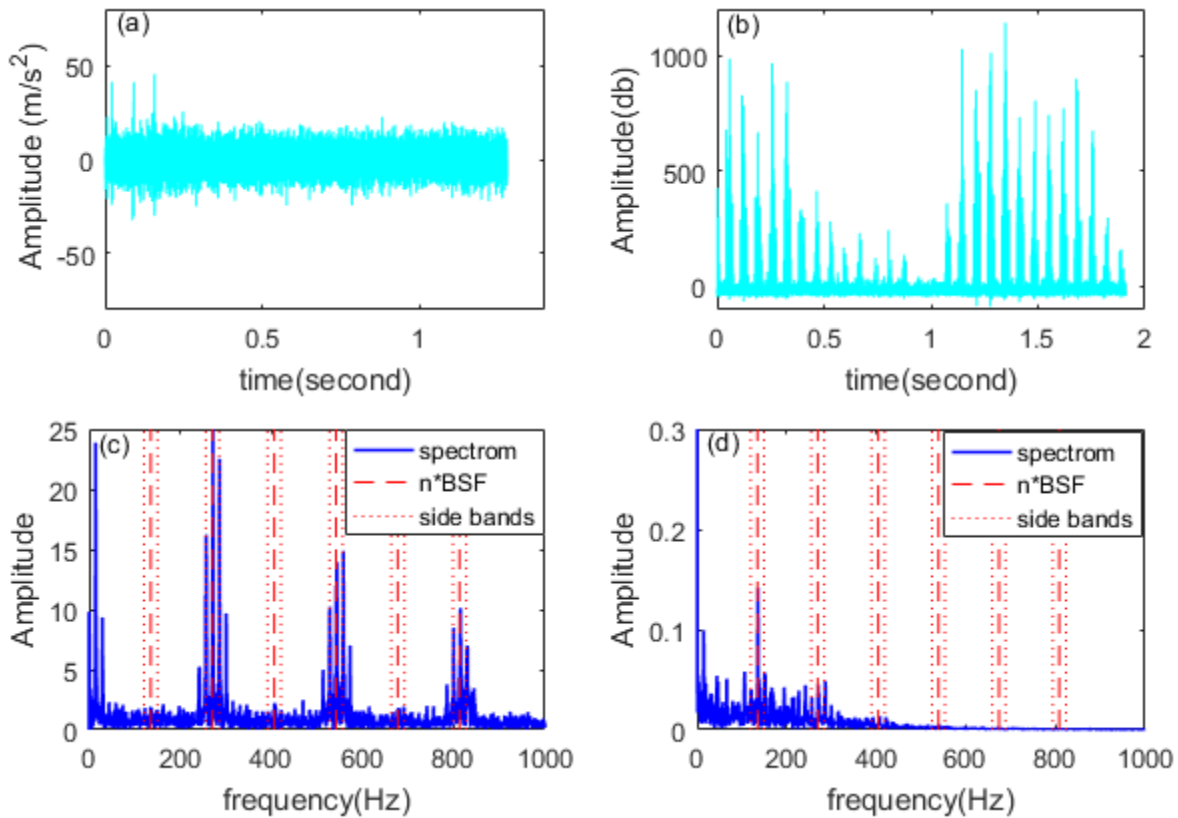 (a)
Amplitude (m/s²)
50
0
-50
0
0.5
1
time(second)
(b)
Amplitude(db)
1000
500
0
0
0.5
1
1.5
2
time(second)
(c)
Amplitude
25
20
15
10
5
0
0
200
400
600
800
1000
frequency(Hz)
spectrom
n*BSF
side bands
(d)
Amplitude
0.3
0.2
0.1
0
0
200
400
600
800
1000
frequency(Hz)
spectrom
n*BSF
side bands